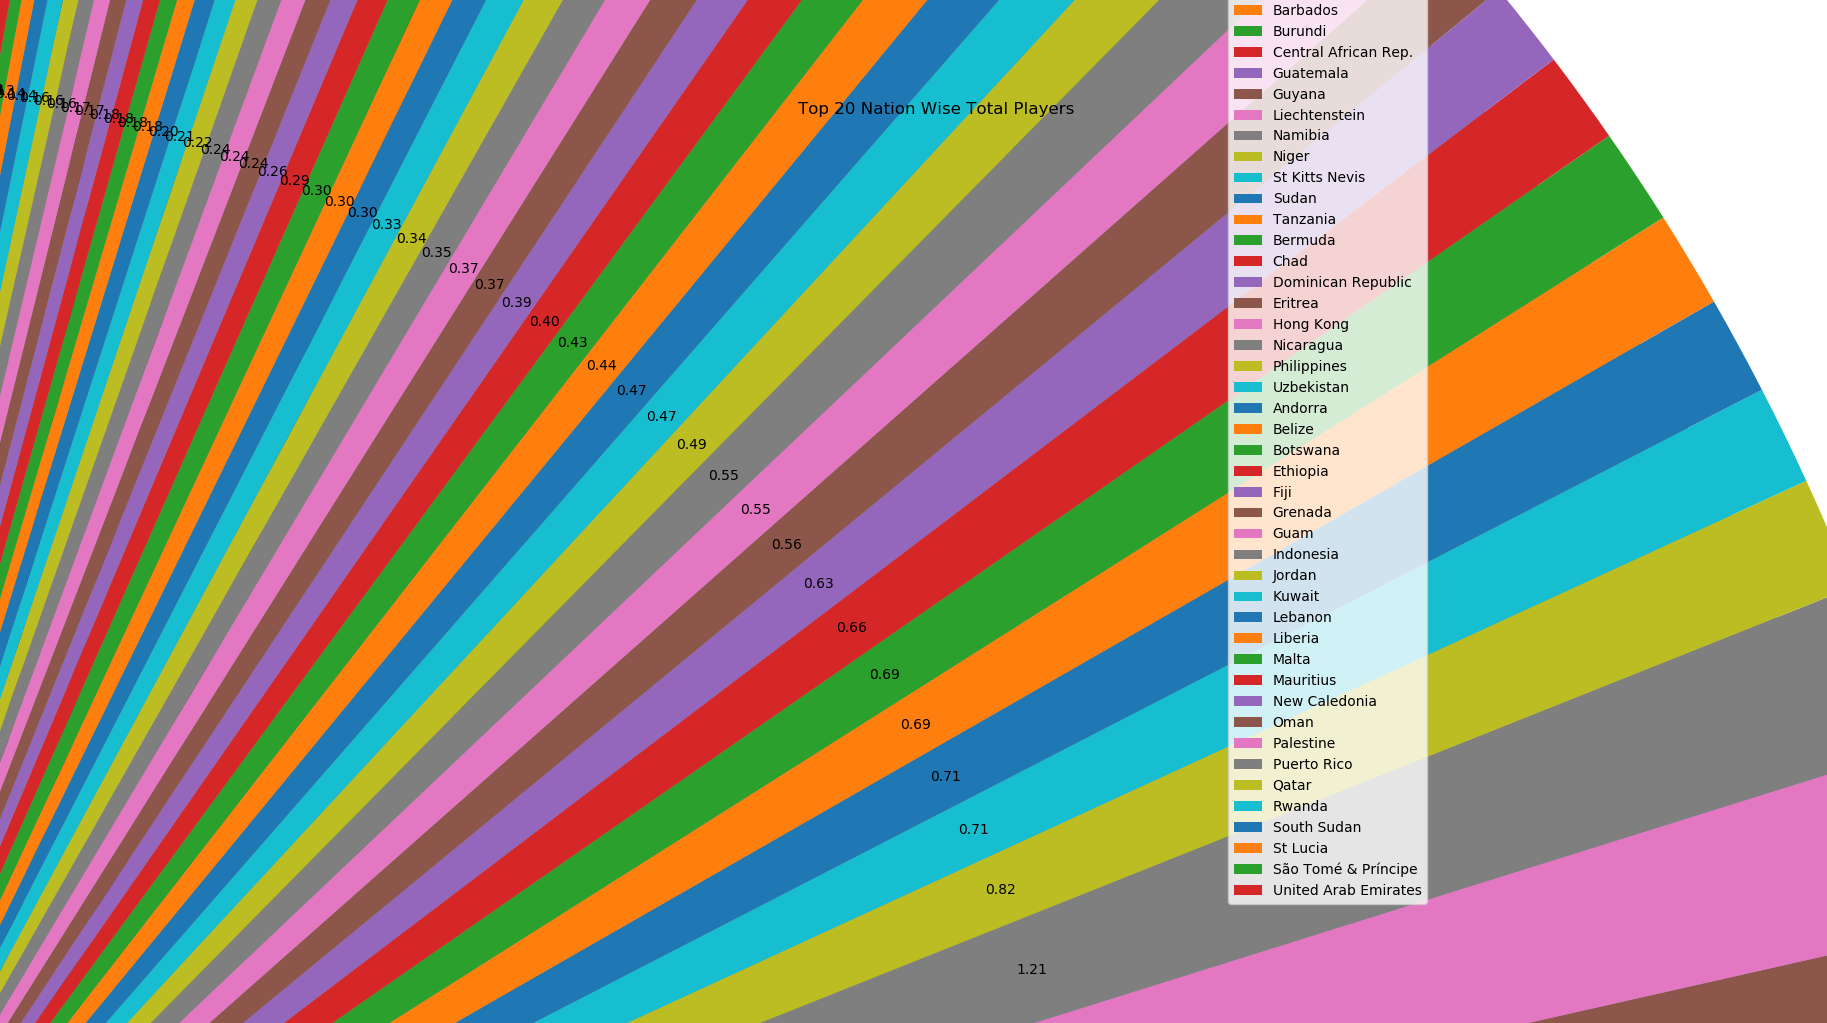 Top 20 Nation Wise Total Players
0.16
0.16
0.16
0.17
0.17
0.18
0.18
0.18
0.18
0.20
0.21
0.22
0.24
0.24
0.24
0.26
0.29
0.30
0.30
0.30
0.33
0.34
0.35
0.37
0.37
0.39
0.40
0.43
0.44
0.47
0.47
0.49
0.55
0.55
0.56
0.63
0.66
0.69
0.69
0.71
0.71
0.82
1.21
Barbados
Burundi
Central African Rep.
Guatemala
Guyana
Liechtenstein
Namibia
Niger
St Kitts Nevis
Sudan
Tanzania
Bermuda
Chad
Dominican Republic
Eritrea
Hong Kong
Nicaragua
Philippines
Uzbekistan
Andorra
Belize
Botswana
Ethiopia
Fiji
Grenada
Guam
Indonesia
Jordan
Kuwait
Lebanon
Liberia
Malta
Mauritius
New Caledonia
Oman
Palestine
Puerto Rico
Qatar
Rwanda
South Sudan
St Lucia
São Tomé & Príncipe
United Arab Emirates